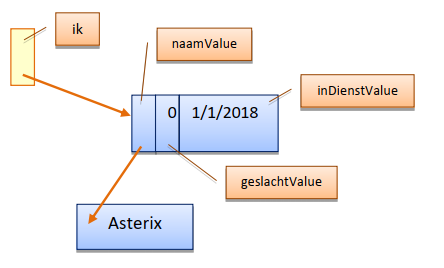 ik
naamValue
inDienstValue
0 1/1/2018
geslachtValue
Asterix